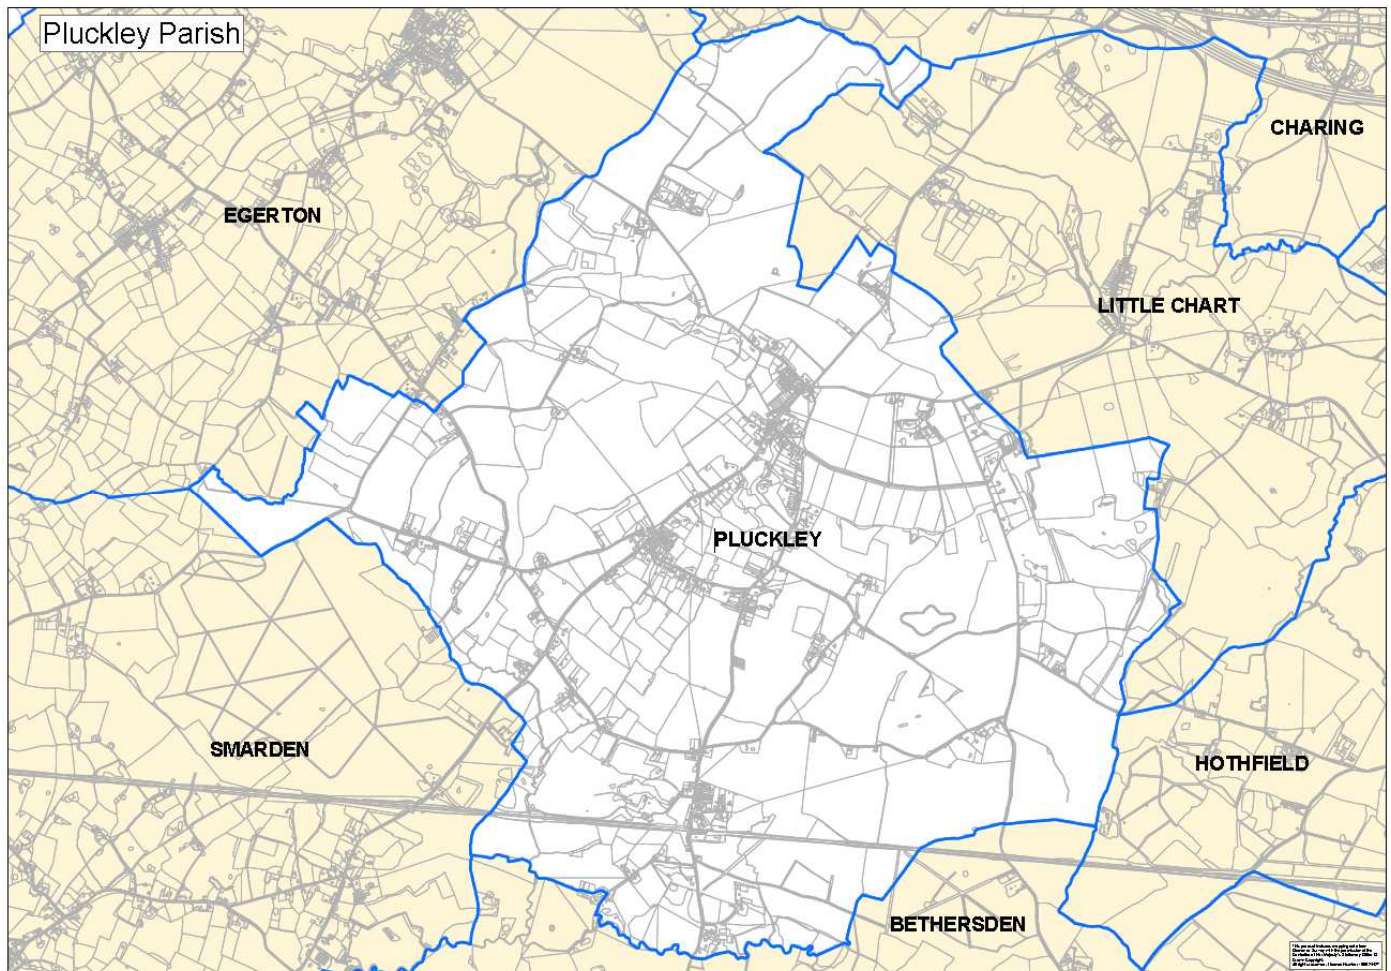 Pluckley Parish
CHARING
EGERTON
LITTLE CHART
PLUCKLEY
SMARDEN
HOTHFIELD
BETHERSDEN